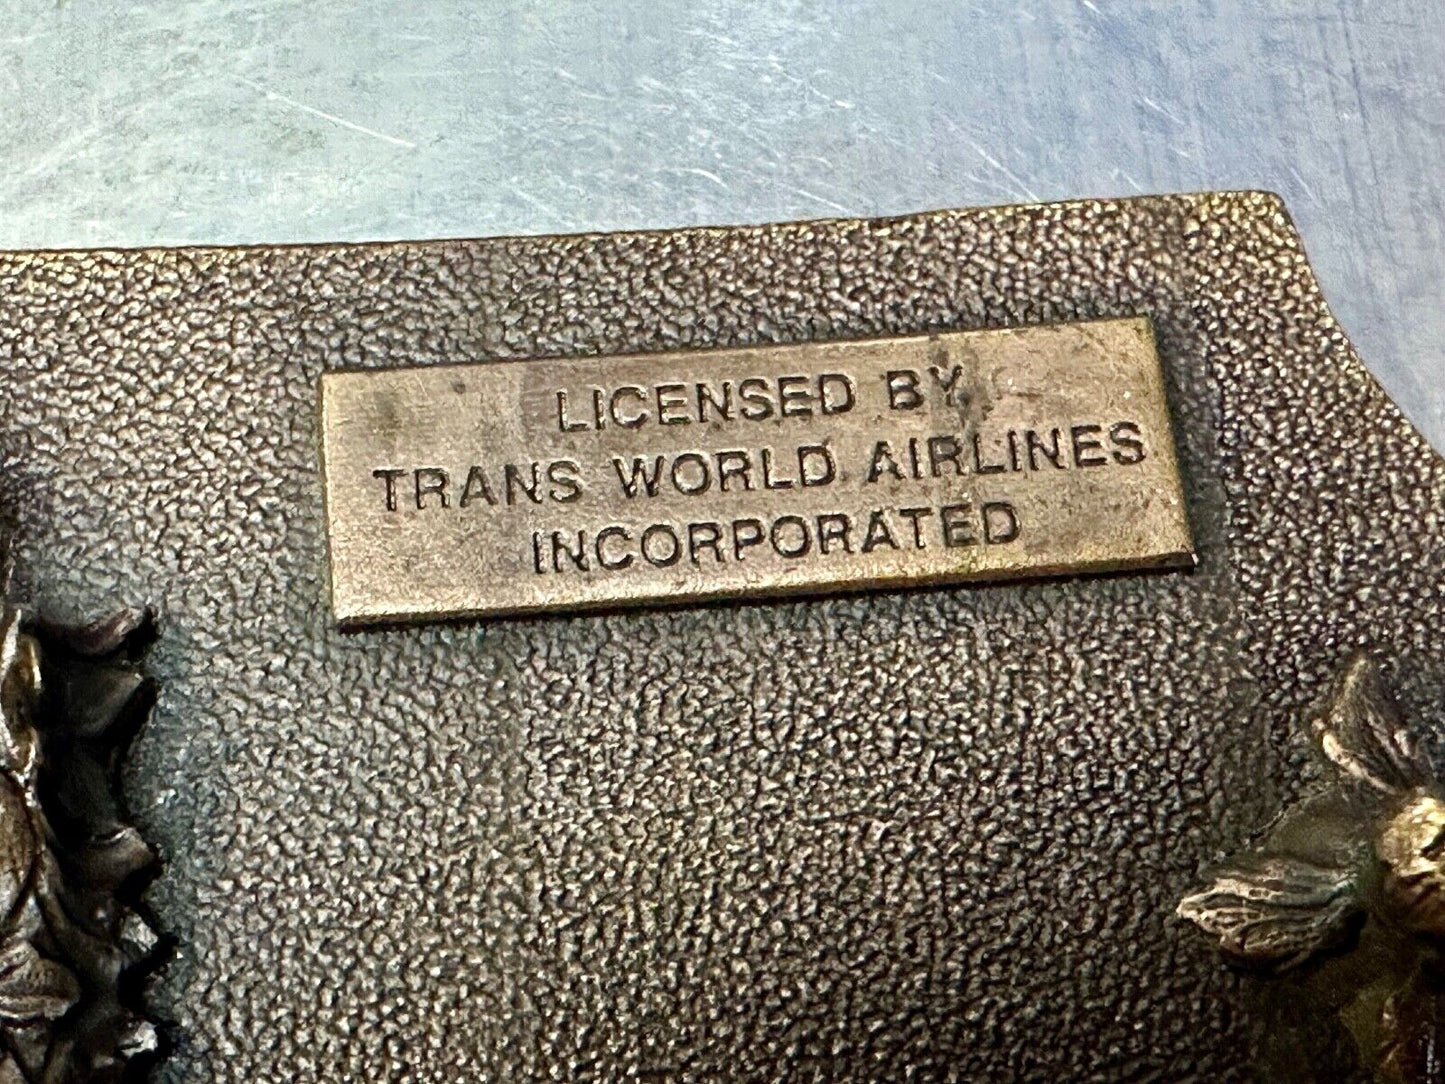 LICENSED BY
TRANS WORLD AIRLINES
INCORPORATED